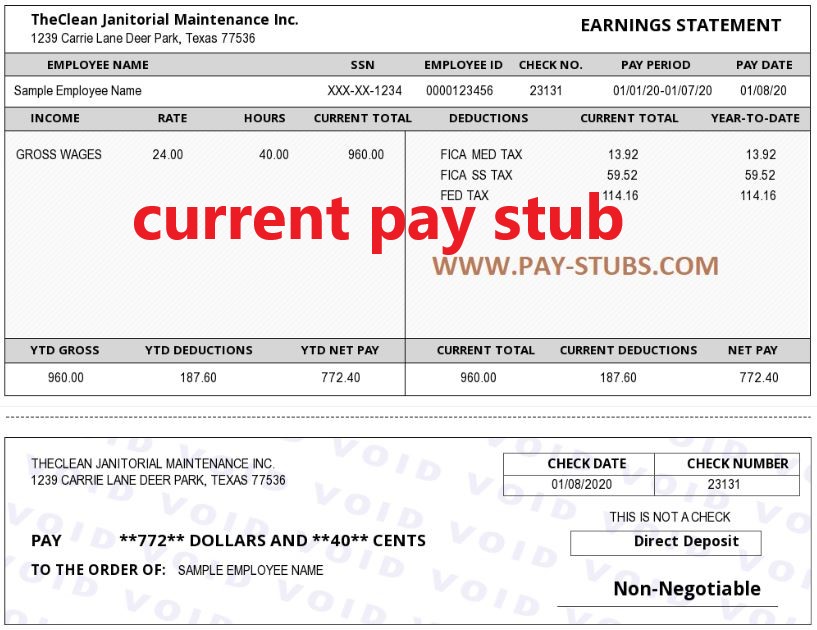 TheClean Janitorial Maintenance Inc.
1239 Carrie Lane Deer Park, Texas 77536
EARNINGS STATEMENT
EMPLOYEE NAME SSN EMPLOYEE ID CHECK NO. PAY PERIOD PAY DATE
Sample Employee Name XXX-XX-1234 0000123456 23131 01/01/20-01/07/20 01/08/20
INCOME RATE HOURS CURRENT TOTAL DEDUCTIONS CURRENT TOTAL YEAR-TO-DATE
GROSS WAGES 24.00 40.00 960.00 FICA MED TAX 13.92 13.92
FICA SS TAX 59.52 59.52
FED TAX 114.16 114.16
current pay stub
WWW.PAY-STUBS.COM
YTD GROSS YTD DEDUCTIONS YTD NET PAY CURRENT TOTAL CURRENT DEDUCTIONS NET PAY
960.00 187.60 772.40 960.00 187.60 772.40
THECLEAN JANITORIAL MAINTENANCE INC.
1239 CARRIE LANE DEER PARK, TEXAS 77536
CHECK DATE CHECK NUMBER
01/08/2020 23131
THIS IS NOT A CHECK
PAY **772** DOLLARS AND **40** CENTS
Direct Deposit
TO THE ORDER OF: SAMPLE EMPLOYEE NAME
Non-Negotiable
VOID VOID VOID VOID